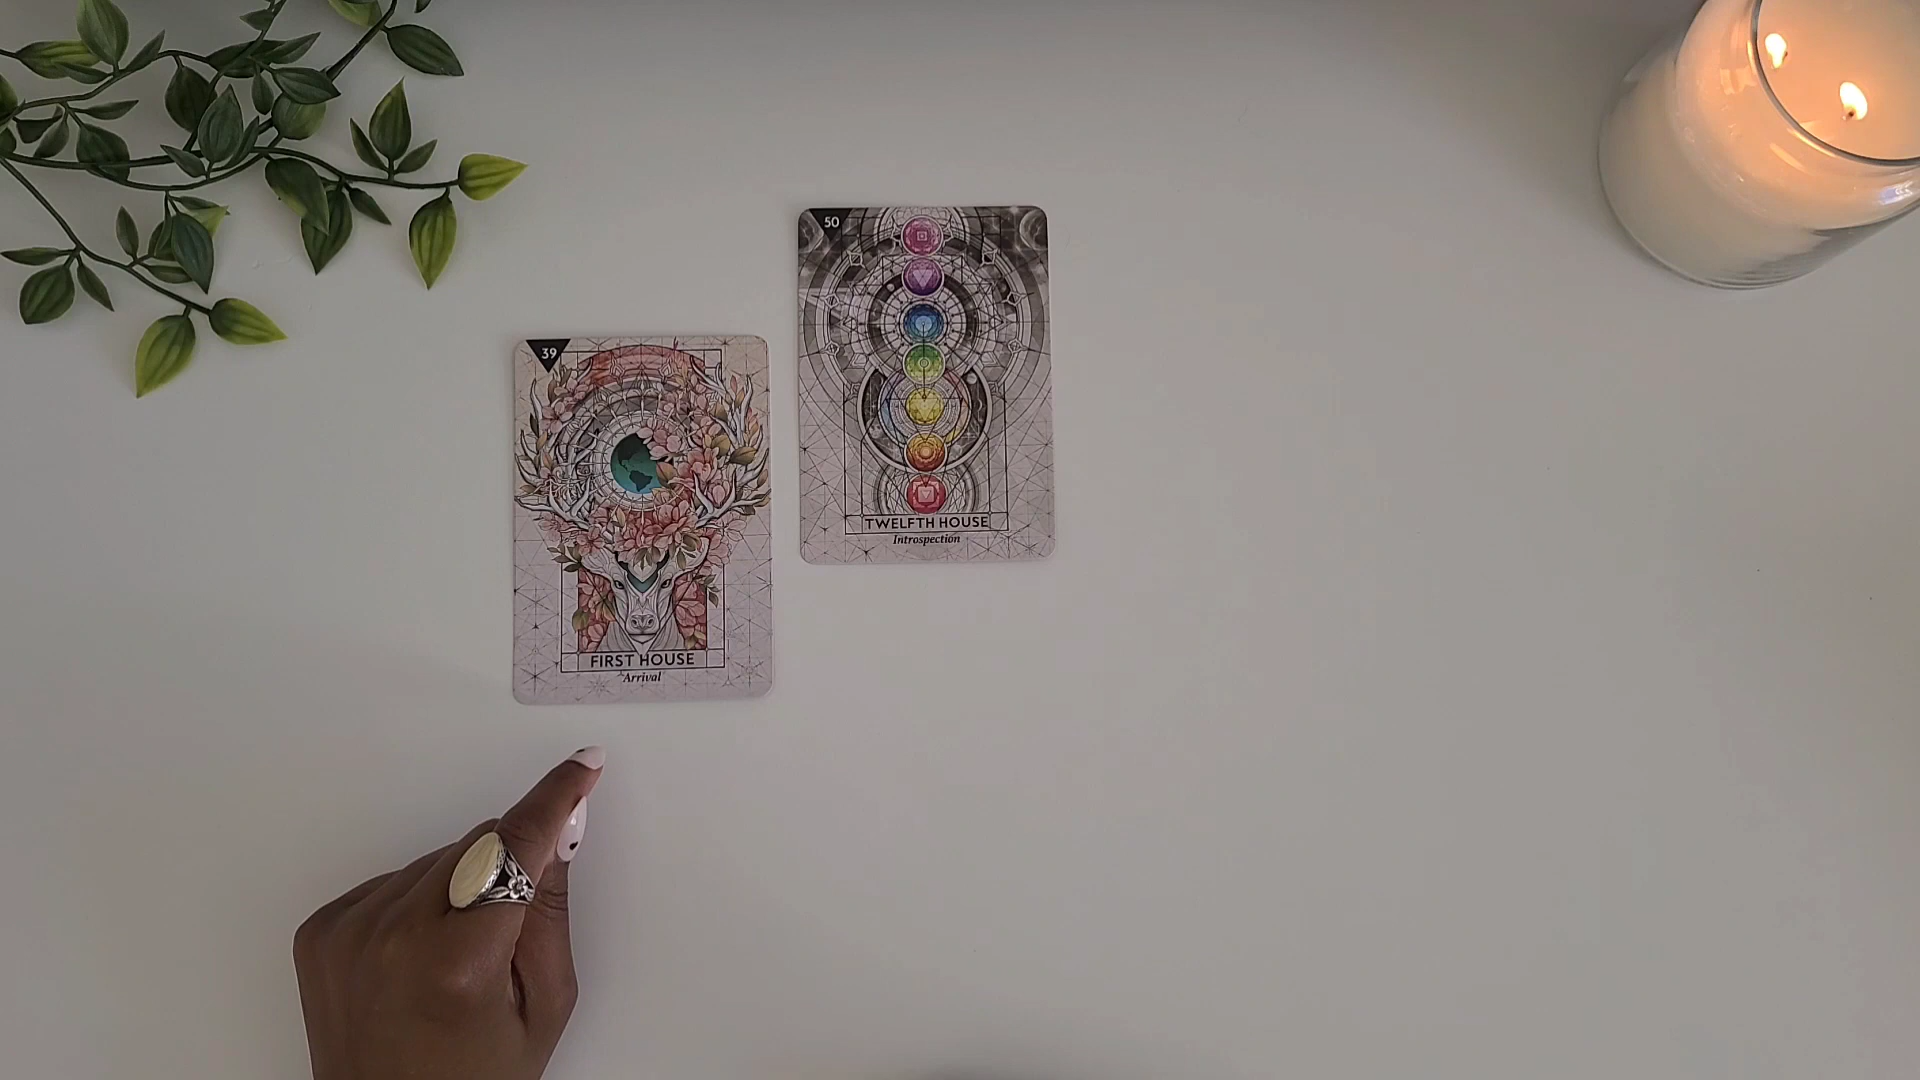 39
FIRST HOUSE
Arrival
50
TWELFTH HOUSE
Introspection